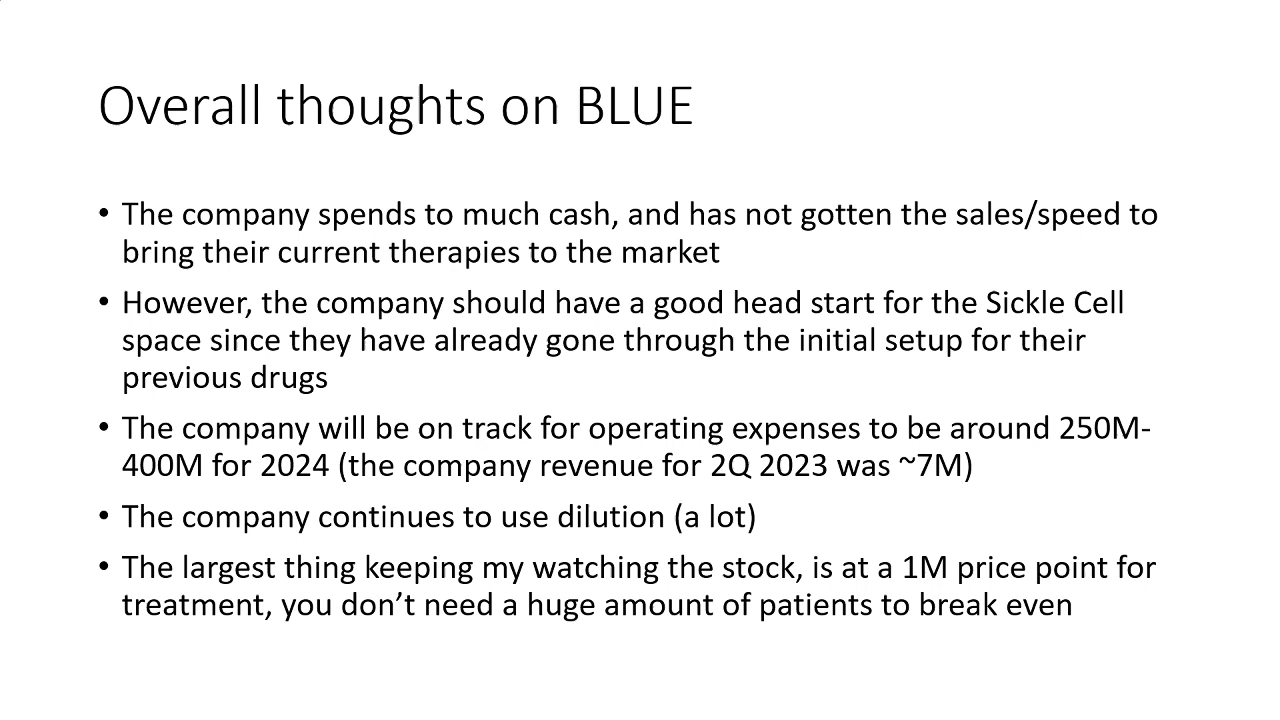 Overall thoughts on BLUE
• The company spends to much cash, and has not gotten the sales/speed to
bring their current therapies to the market
• However, the company should have a good head start for the Sickle Cell
space since they have already gone through the initial setup for their
previous drugs
• The company will be on track for operating expenses to be around 250M-
400M for 2024 (the company revenue for 2Q 2023 was ~7M)
• The company continues to use dilution (a lot)
• The largest thing keeping my watching the stock, is at a 1M price point for
treatment, you don’t need a huge amount of patients to break even